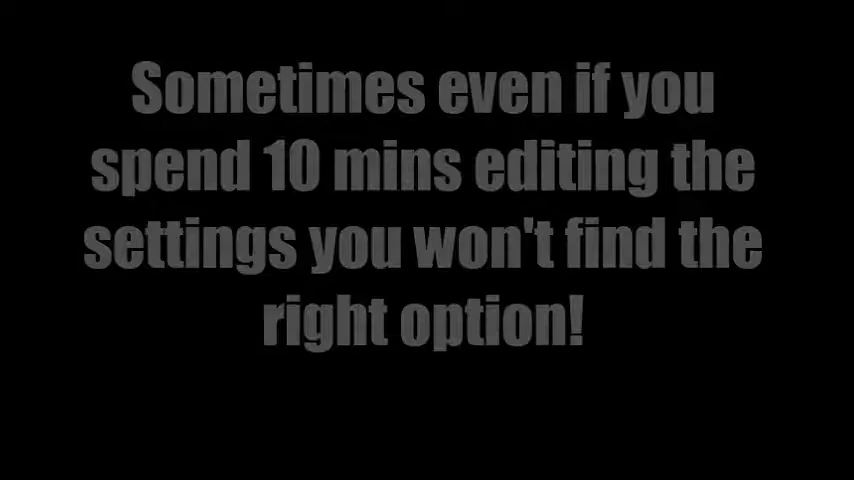 Sometimes even if you
spend 10 mins editing the
settings you won't find the
right option!